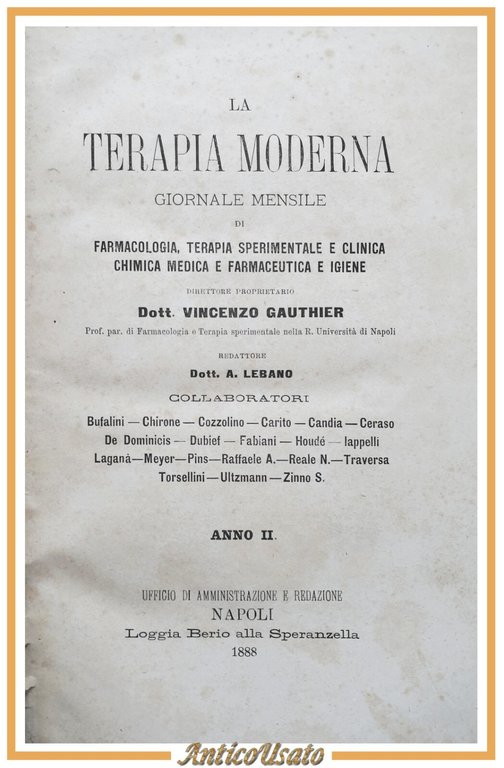 LA
TERAPIA MODERNA
GIORNALE MENSILE
DI
FARMACOLOGIA, TERAPIA SPERIMENTALE E CLINICA
CHIMICA MEDICA E FARMACEUTICA E IGIENE
DIRETTORE PROPRIETARIO
Dott. VINCENZO GAUTHIER
Prof. par. di Farmacologia e Terapia sperimentale nella R. Università di Napoli
REDATTORE
Dott. A. LEBANO
COLLABORATORI
Bufalini — Chirone — Cozzolino — Carito — Candia — Ceraso
De Dominicis — Dubief — Fabiani — Houdé — Iappelli
Laganà — Meyer — Pins — Raffaele A. — Reale N. — Traversa
Torsellini — Ultzmann — Zinno S.
ANNO II.
UFFICIO DI AMMINISTRAZIONE E REDAZIONE
NAPOLI
Loggia Berio alla Speranzella
1888
AnticoUsato